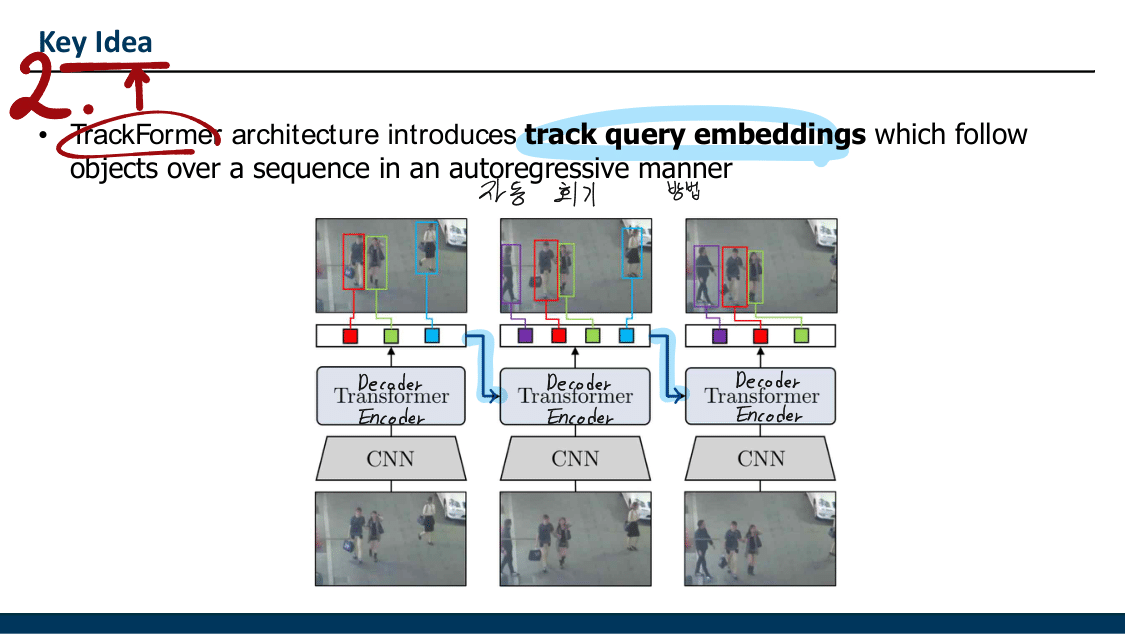 Key Idea
2.
• TrackFormer architecture introduces track query embeddings which follow
objects over a sequence in an autoregressive manner
자동 회귀 방법
Decoder Decoder Decoder
Transformer Transformer Transformer
Encoder Encoder Encoder
CNN CNN CNN